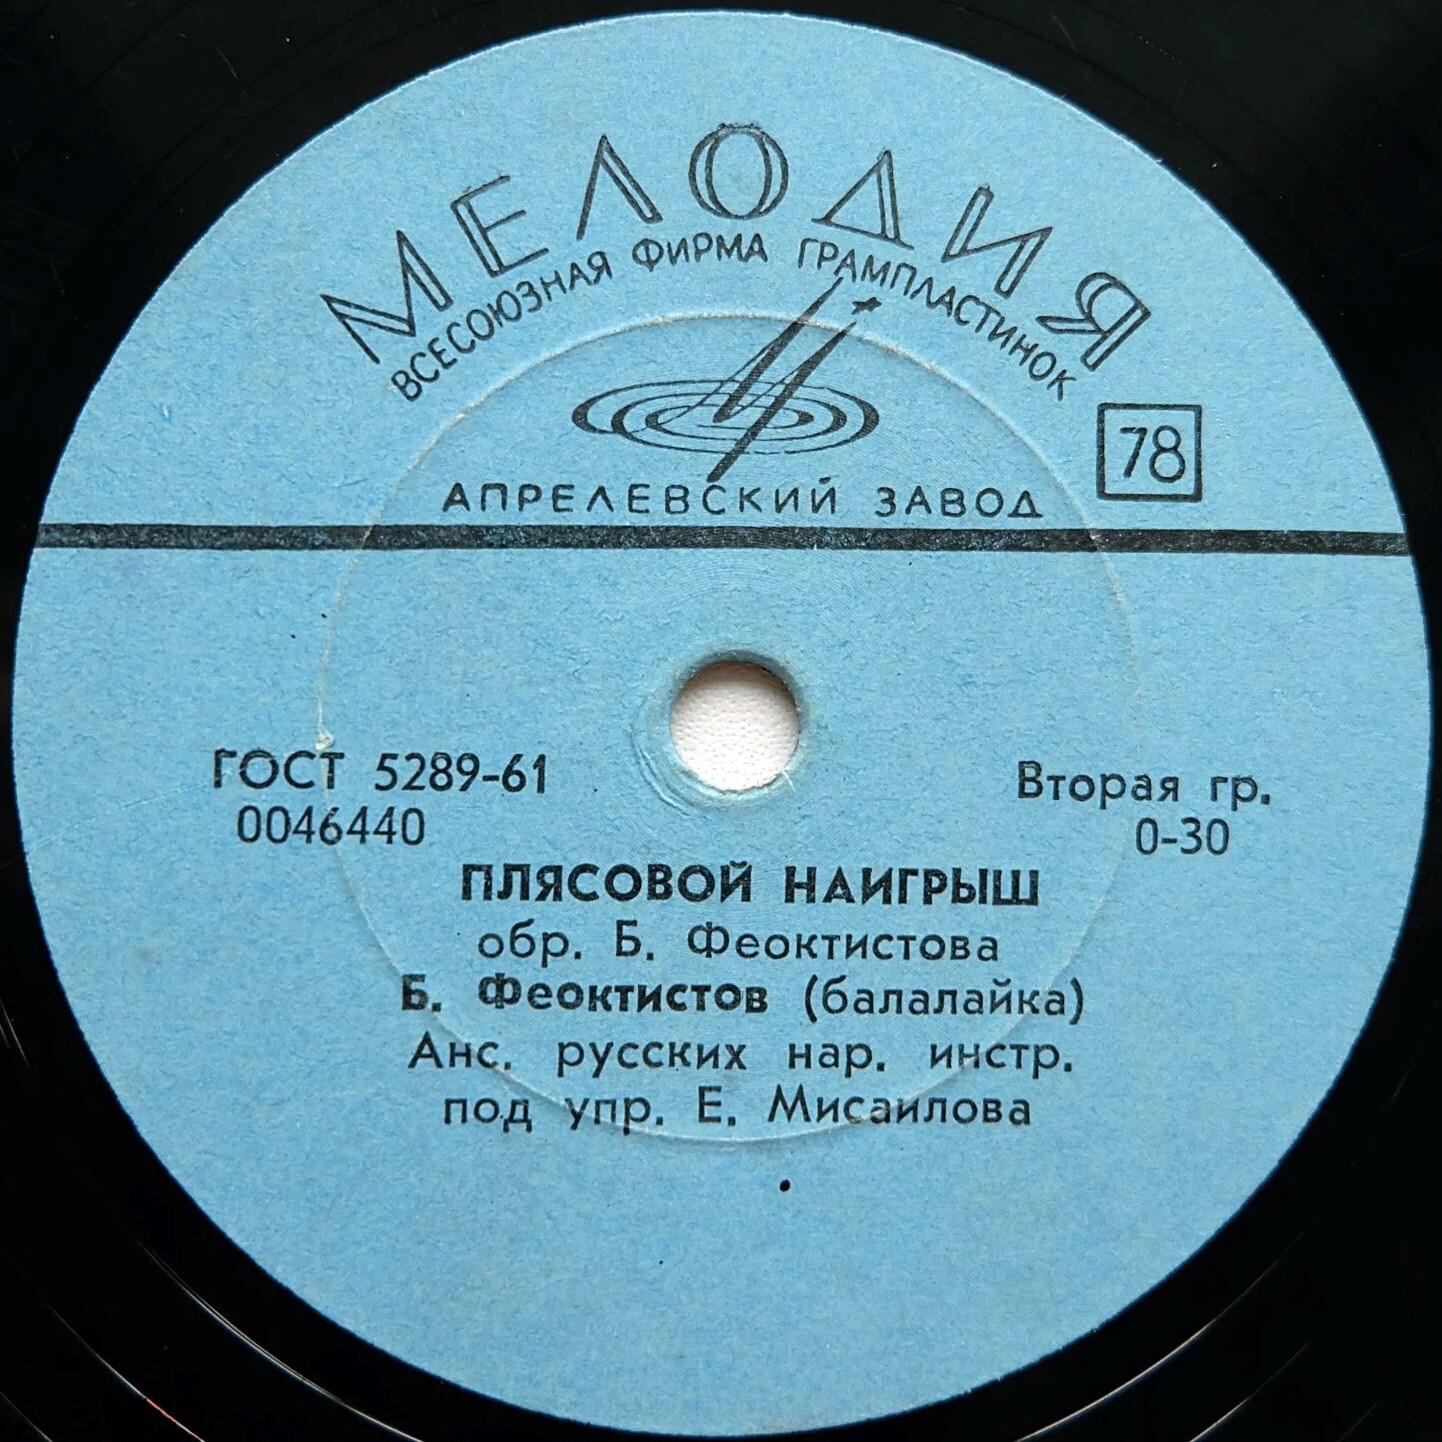 МЕЛОДИЯ
ВСЕСОЮЗНАЯ ФИРМА ГРАМПЛАСТИНОК
78
АПРЕЛЕВСКИЙ ЗАВОД
ГОСТ 5289-61
0046440
Вторая гр.
0-30
ПЛЯСОВОЙ НАИГРЫШ
обр. Б. Феоктистова
Б. Феоктистов (балалайка)
Анс. русских нар. инстр.
под упр. Е. Мисаилова